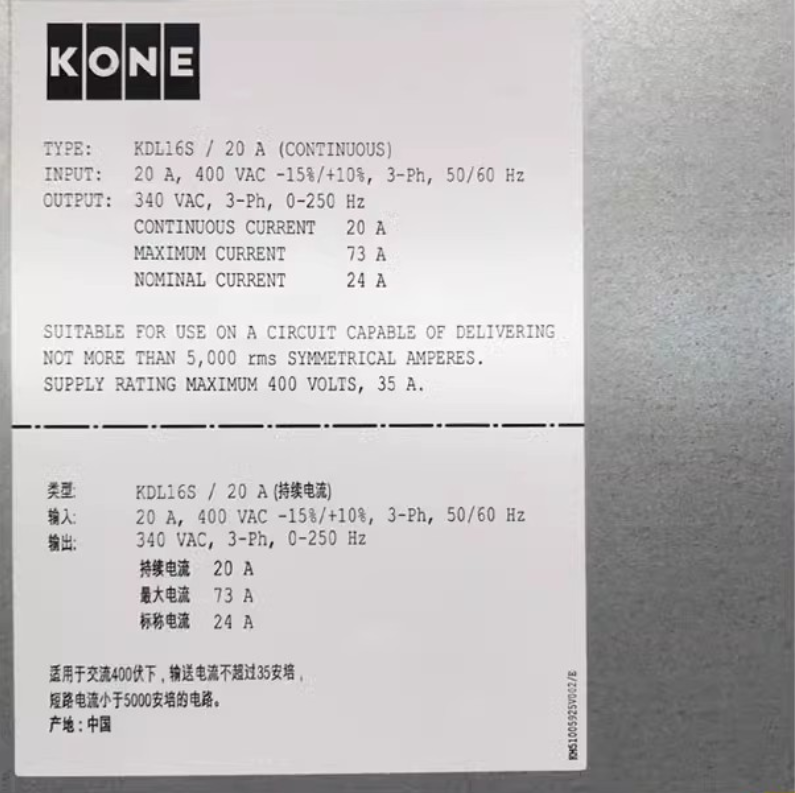 KONE
TYPE: KDL16S / 20 A (CONTINUOUS)
INPUT: 20 A, 400 VAC -15%/+10%, 3-Ph, 50/60 Hz
OUTPUT: 340 VAC, 3-Ph, 0-250 Hz
CONTINUOUS CURRENT 20 A
MAXIMUM CURRENT 73 A
NOMINAL CURRENT 24 A
SUITABLE FOR USE ON A CIRCUIT CAPABLE OF DELIVERING
NOT MORE THAN 5,000 rms SYMMETRICAL AMPERES.
SUPPLY RATING MAXIMUM 400 VOLTS, 35 A.
类型: KDL16S / 20 A (持续电流)
输入: 20 A, 400 VAC -15%/+10%, 3-Ph, 50/60 Hz
输出: 340 VAC, 3-Ph, 0-250 Hz
持续电流 20 A
最大电流 73 A
标称电流 24 A
适用于交流400伏下，输送电流不超过35安培，
短路电流小于5000安培的电路。
产地：中国
KM51005925V002/E